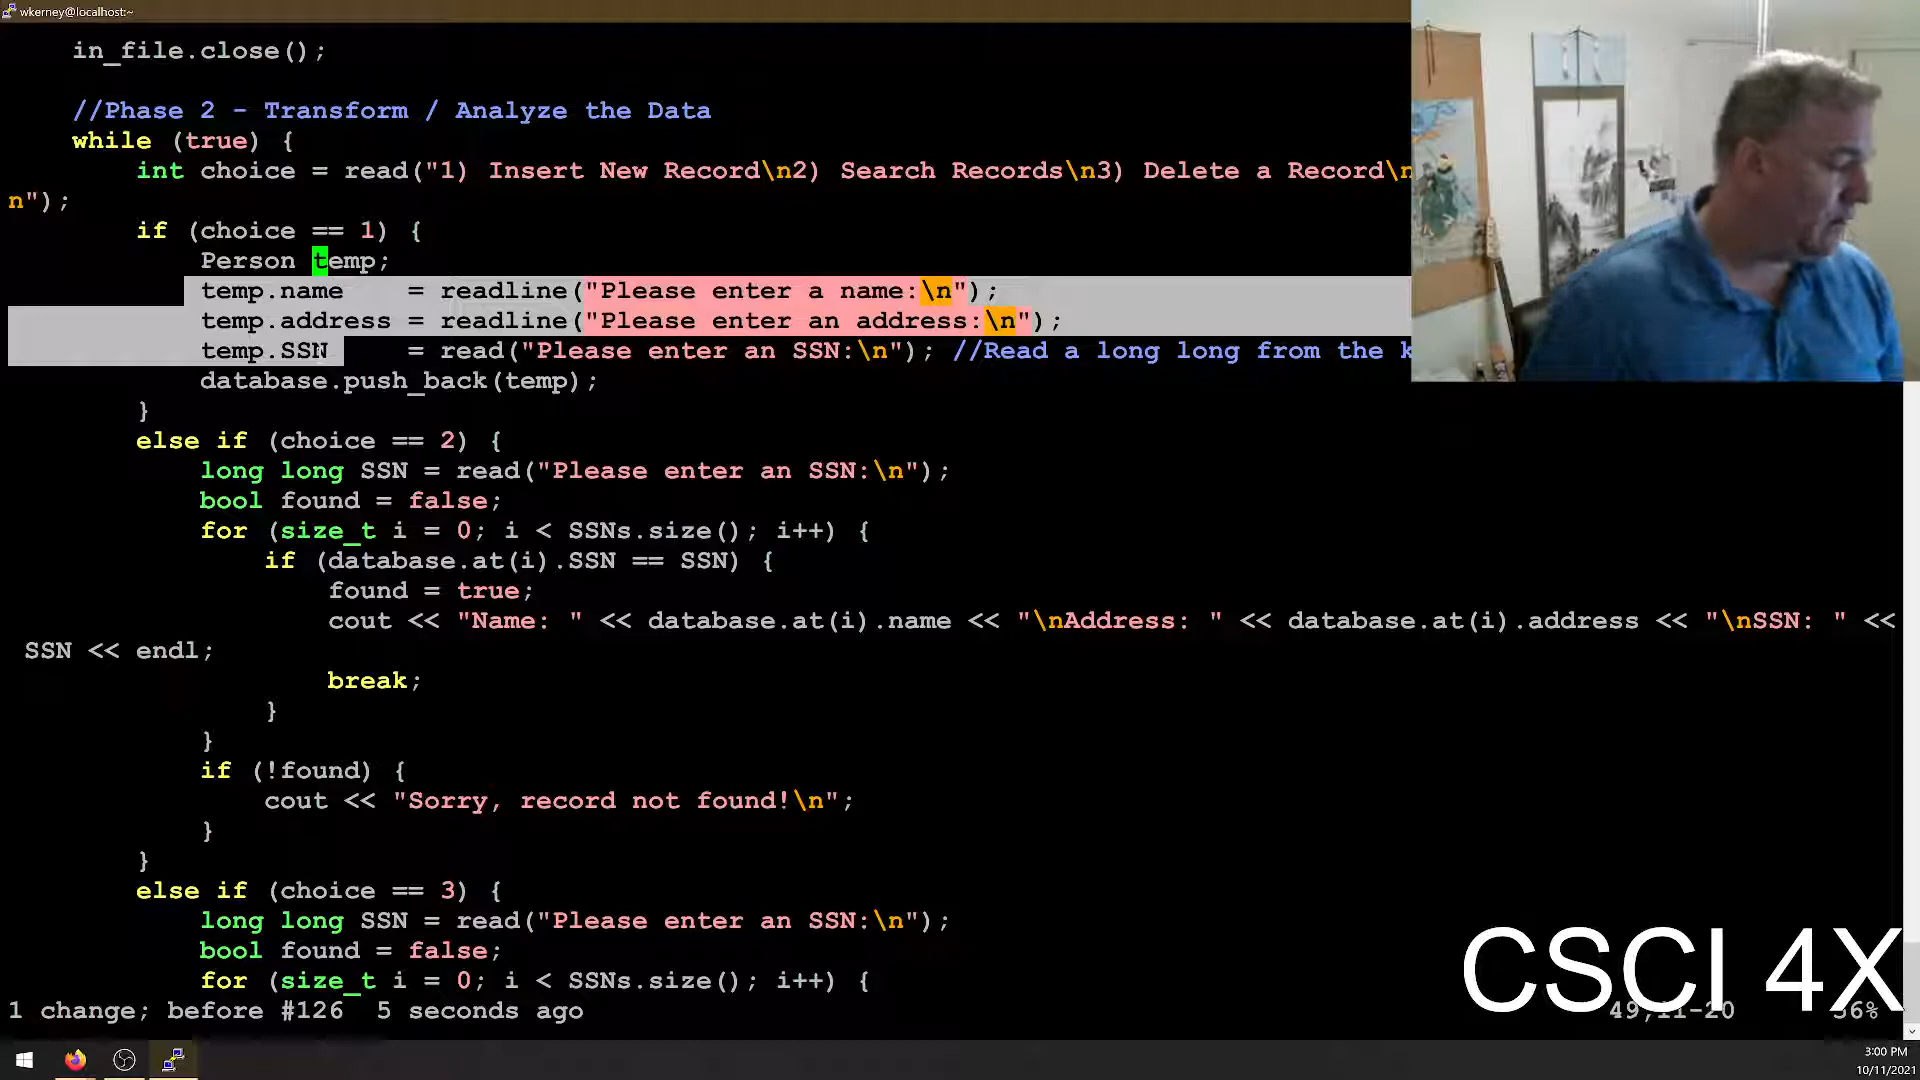 wkerney@localhost:~
in_file.close();
//Phase 2 - Transform / Analyze the Data
while (true) {
int choice = read("1) Insert New Record\n2) Search Records\n3) Delete a Record\n
n");
if (choice == 1) {
Person temp;
temp.name = readline("Please enter a name:\n");
temp.address = readline("Please enter an address:\n");
temp.SSN = read("Please enter an SSN:\n"); //Read a long long from the k
database.push_back(temp);
}
else if (choice == 2) {
long long SSN = read("Please enter an SSN:\n");
bool found = false;
for (size_t i = 0; i < SSNs.size(); i++) {
if (database.at(i).SSN == SSN) {
found = true;
cout << "Name: " << database.at(i).name << "\nAddress: " << database.at(i).address << "\nSSN: " <<
SSN << endl;
break;
}
}
if (!found) {
cout << "Sorry, record not found!\n";
}
}
else if (choice == 3) {
long long SSN = read("Please enter an SSN:\n");
bool found = false;
for (size_t i = 0; i < SSNs.size(); i++) {
CSCI 4X
1 change; before #126 5 seconds ago
49,11-20
36%
3:00 PM
10/11/2021